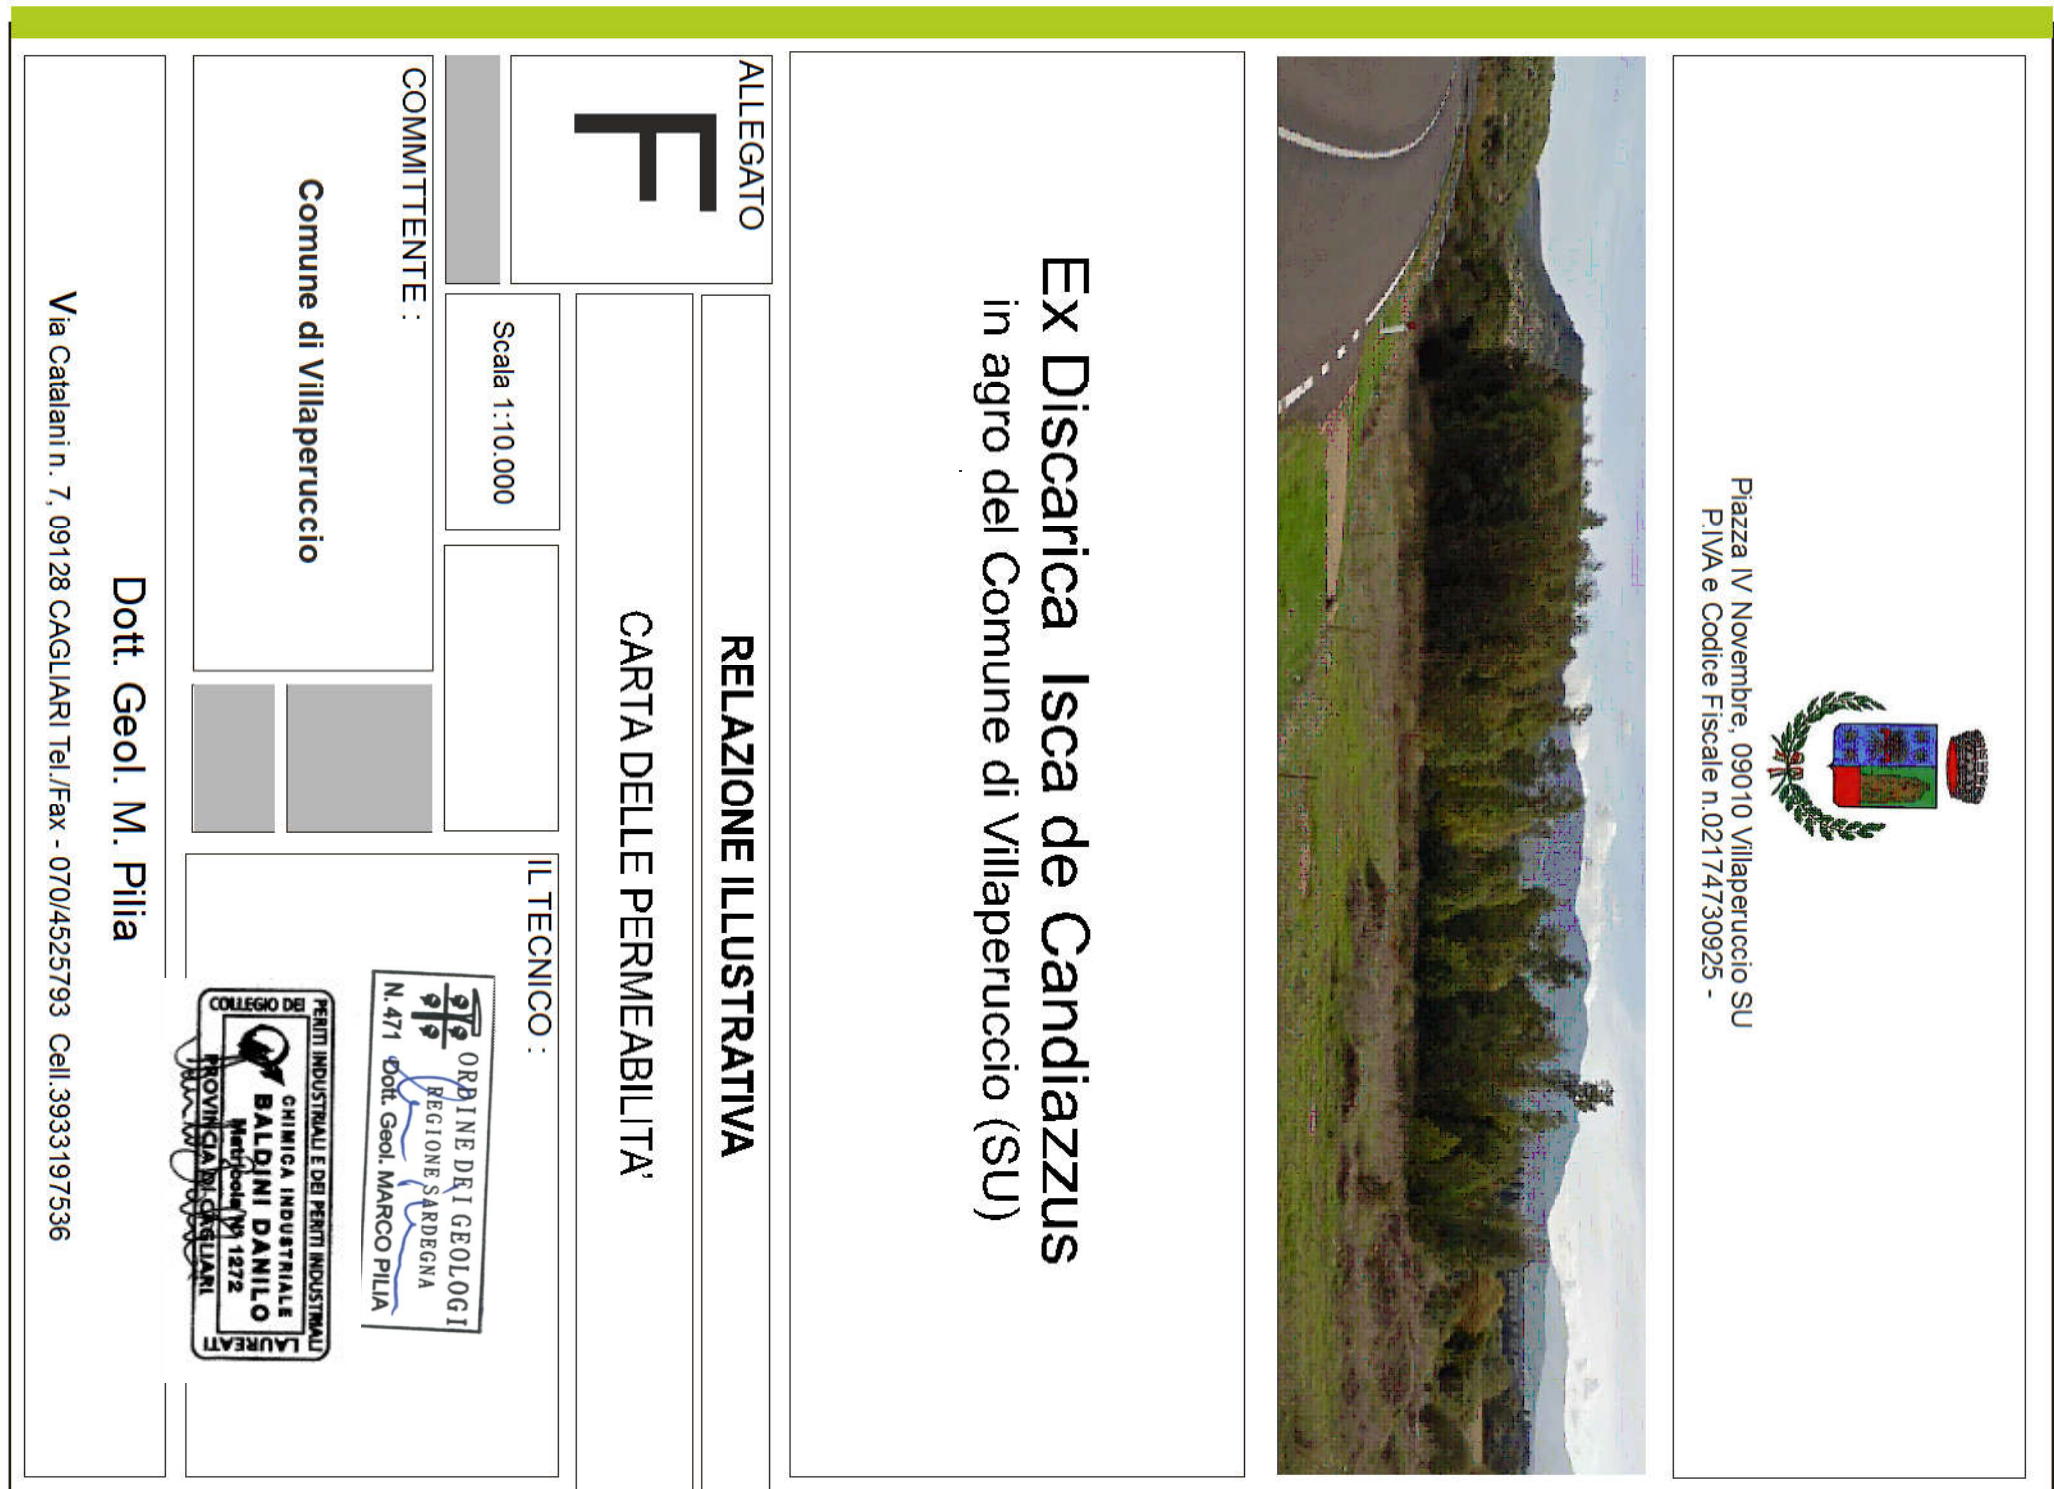 Piazza IV Novembre, 09010 Villaperuccio SU
P.IVA e Codice Fiscale n.02174730925 -
Ex Discarica Isca de Candiazzus
in agro del Comune di Villaperuccio (SU)
ALLEGATO
F
RELAZIONE ILLUSTRATIVA
CARTA DELLE PERMEABILITA'
Scala 1:10.000
COMMITTENTE :
Comune di Villaperuccio
IL TECNICO :
ORDINE DEI GEOLOGI
REGIONE SARDEGNA
N. 471 Dott. Geol. MARCO PILIA
PERITI INDUSTRIALI E DEI PERITI INDUSTRIALI
LAUREATI
COLLEGIO DEI
CHIMICA INDUSTRIALE
BALDINI DANILO
Matricola N° 1272
PROVINCIA DI CAGLIARI
Dott. Geol. M. Pilia
Via Catalani n. 7, 09128 CAGLIARI Tel./Fax - 070/4525793 Cell.3933197536